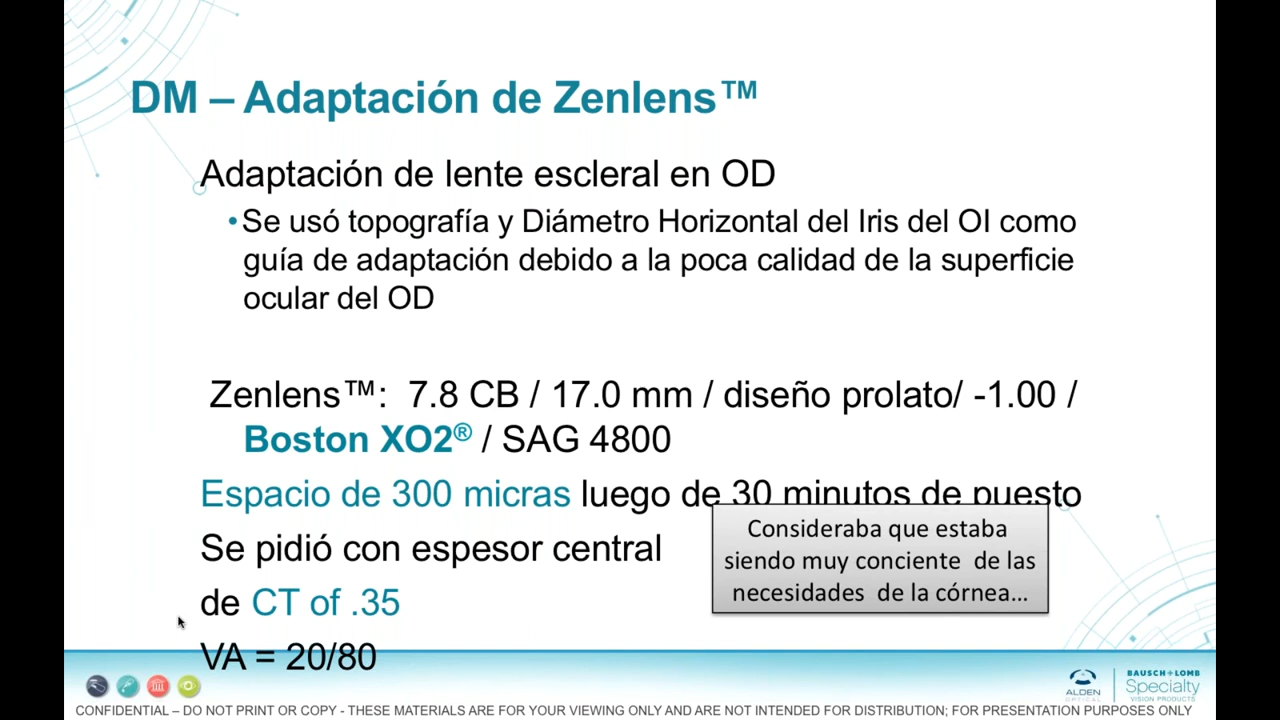 DM – Adaptación de Zenlens™
Adaptación de lente escleral en OD
•Se usó topografía y Diámetro Horizontal del Iris del OI como
guía de adaptación debido a la poca calidad de la superficie
ocular del OD
Zenlens™: 7.8 CB / 17.0 mm / diseño prolato/ -1.00 /
Boston XO2® / SAG 4800
Espacio de 300 micras luego de 30 minutos de puesto
Se pidió con espesor central
de CT of .35
VA = 20/80
Consideraba que estaba
siendo muy conciente de las
necesidades de la córnea…
ALDEN
OPTICAL
BAUSCH + LOMB
Specialty
VISION PRODUCTS
CONFIDENTIAL – DO NOT PRINT OR COPY - THESE MATERIALS ARE FOR YOUR VIEWING ONLY AND ARE NOT INTENDED FOR DISTRIBUTION; FOR PRESENTATION PURPOSES ONLY